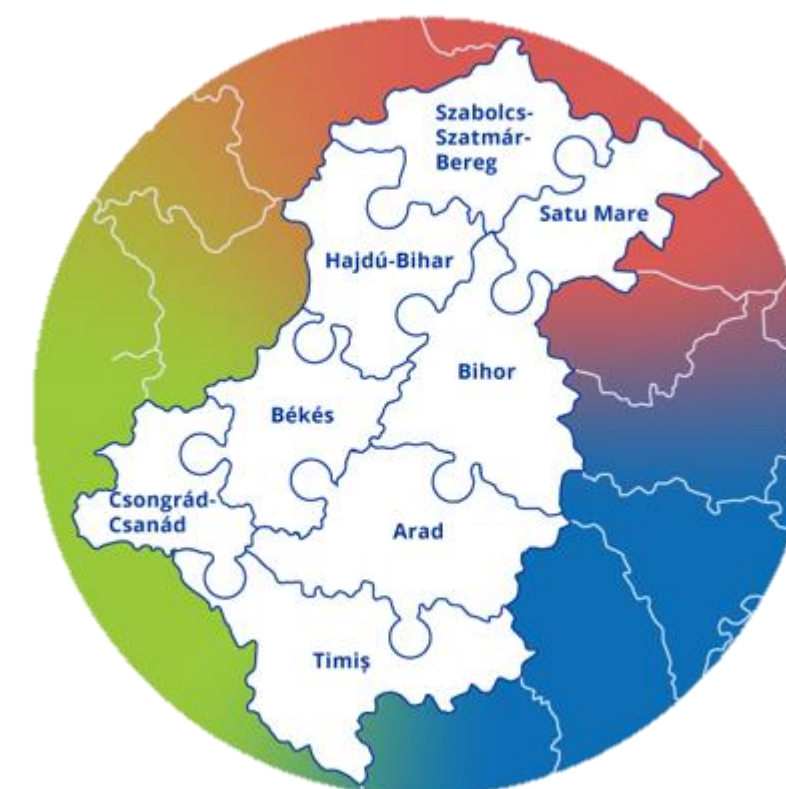 Szabolcs-
Szatmár-
Bereg
Satu Mare
Hajdú-Bihar
Bihor
Békés
Csongrád-
Csanád
Arad
Timiș